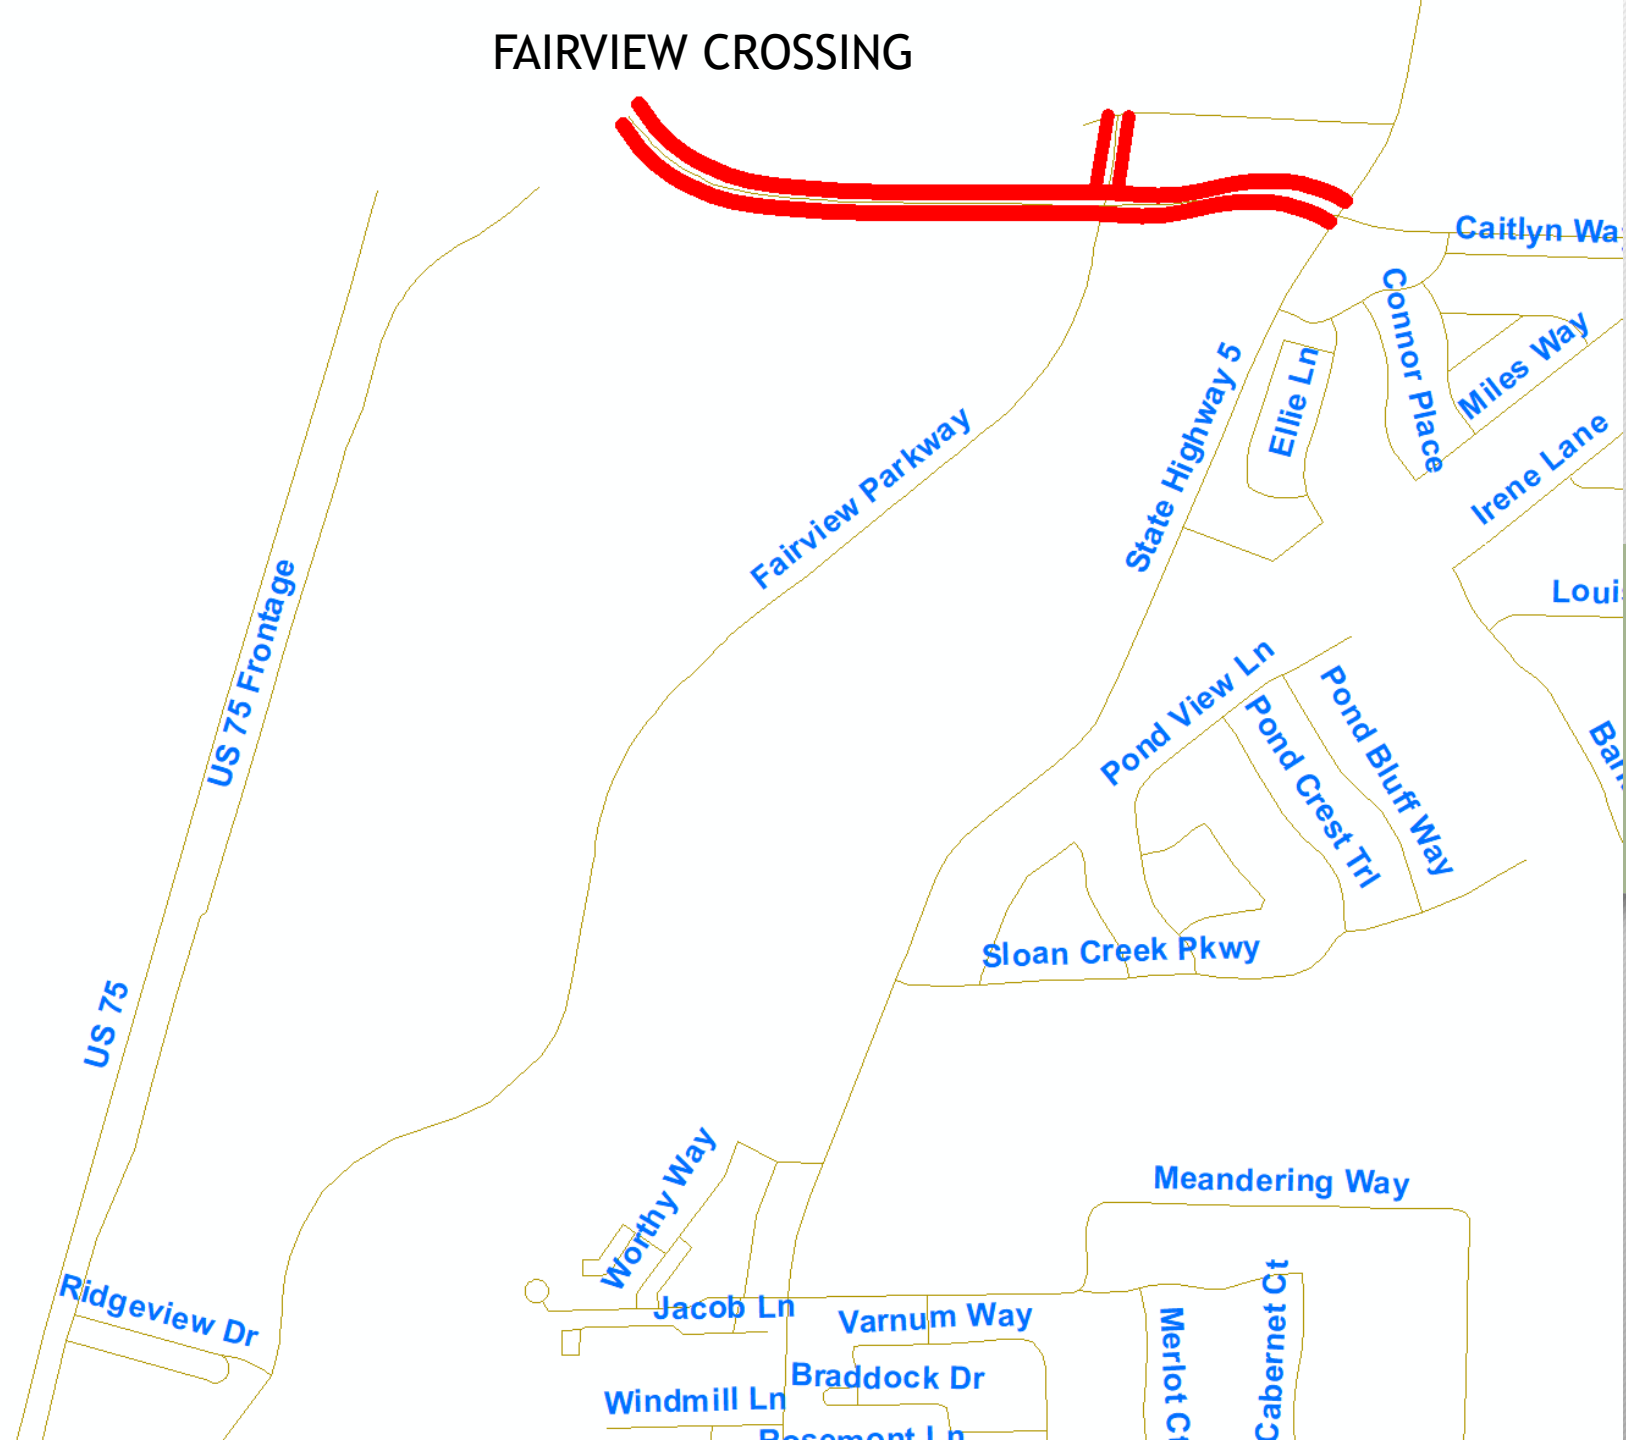 FAIRVIEW CROSSING
Caitlyn Wa
Connor Place
Miles Way
State Highway 5
Ellie Ln
Fairview Parkway
Irene Lane
US 75 Frontage
Pond View Ln
Pond Bluff Way
Pond Crest Trl
Sloan Creek Pkwy
US 75
Worthy Way
Meandering Way
Ridgeview Dr
Jacob Ln
Varnum Way
Merlot Ct
Cabernet Ct
Braddock Dr
Windmill Ln
Rosemont Ln